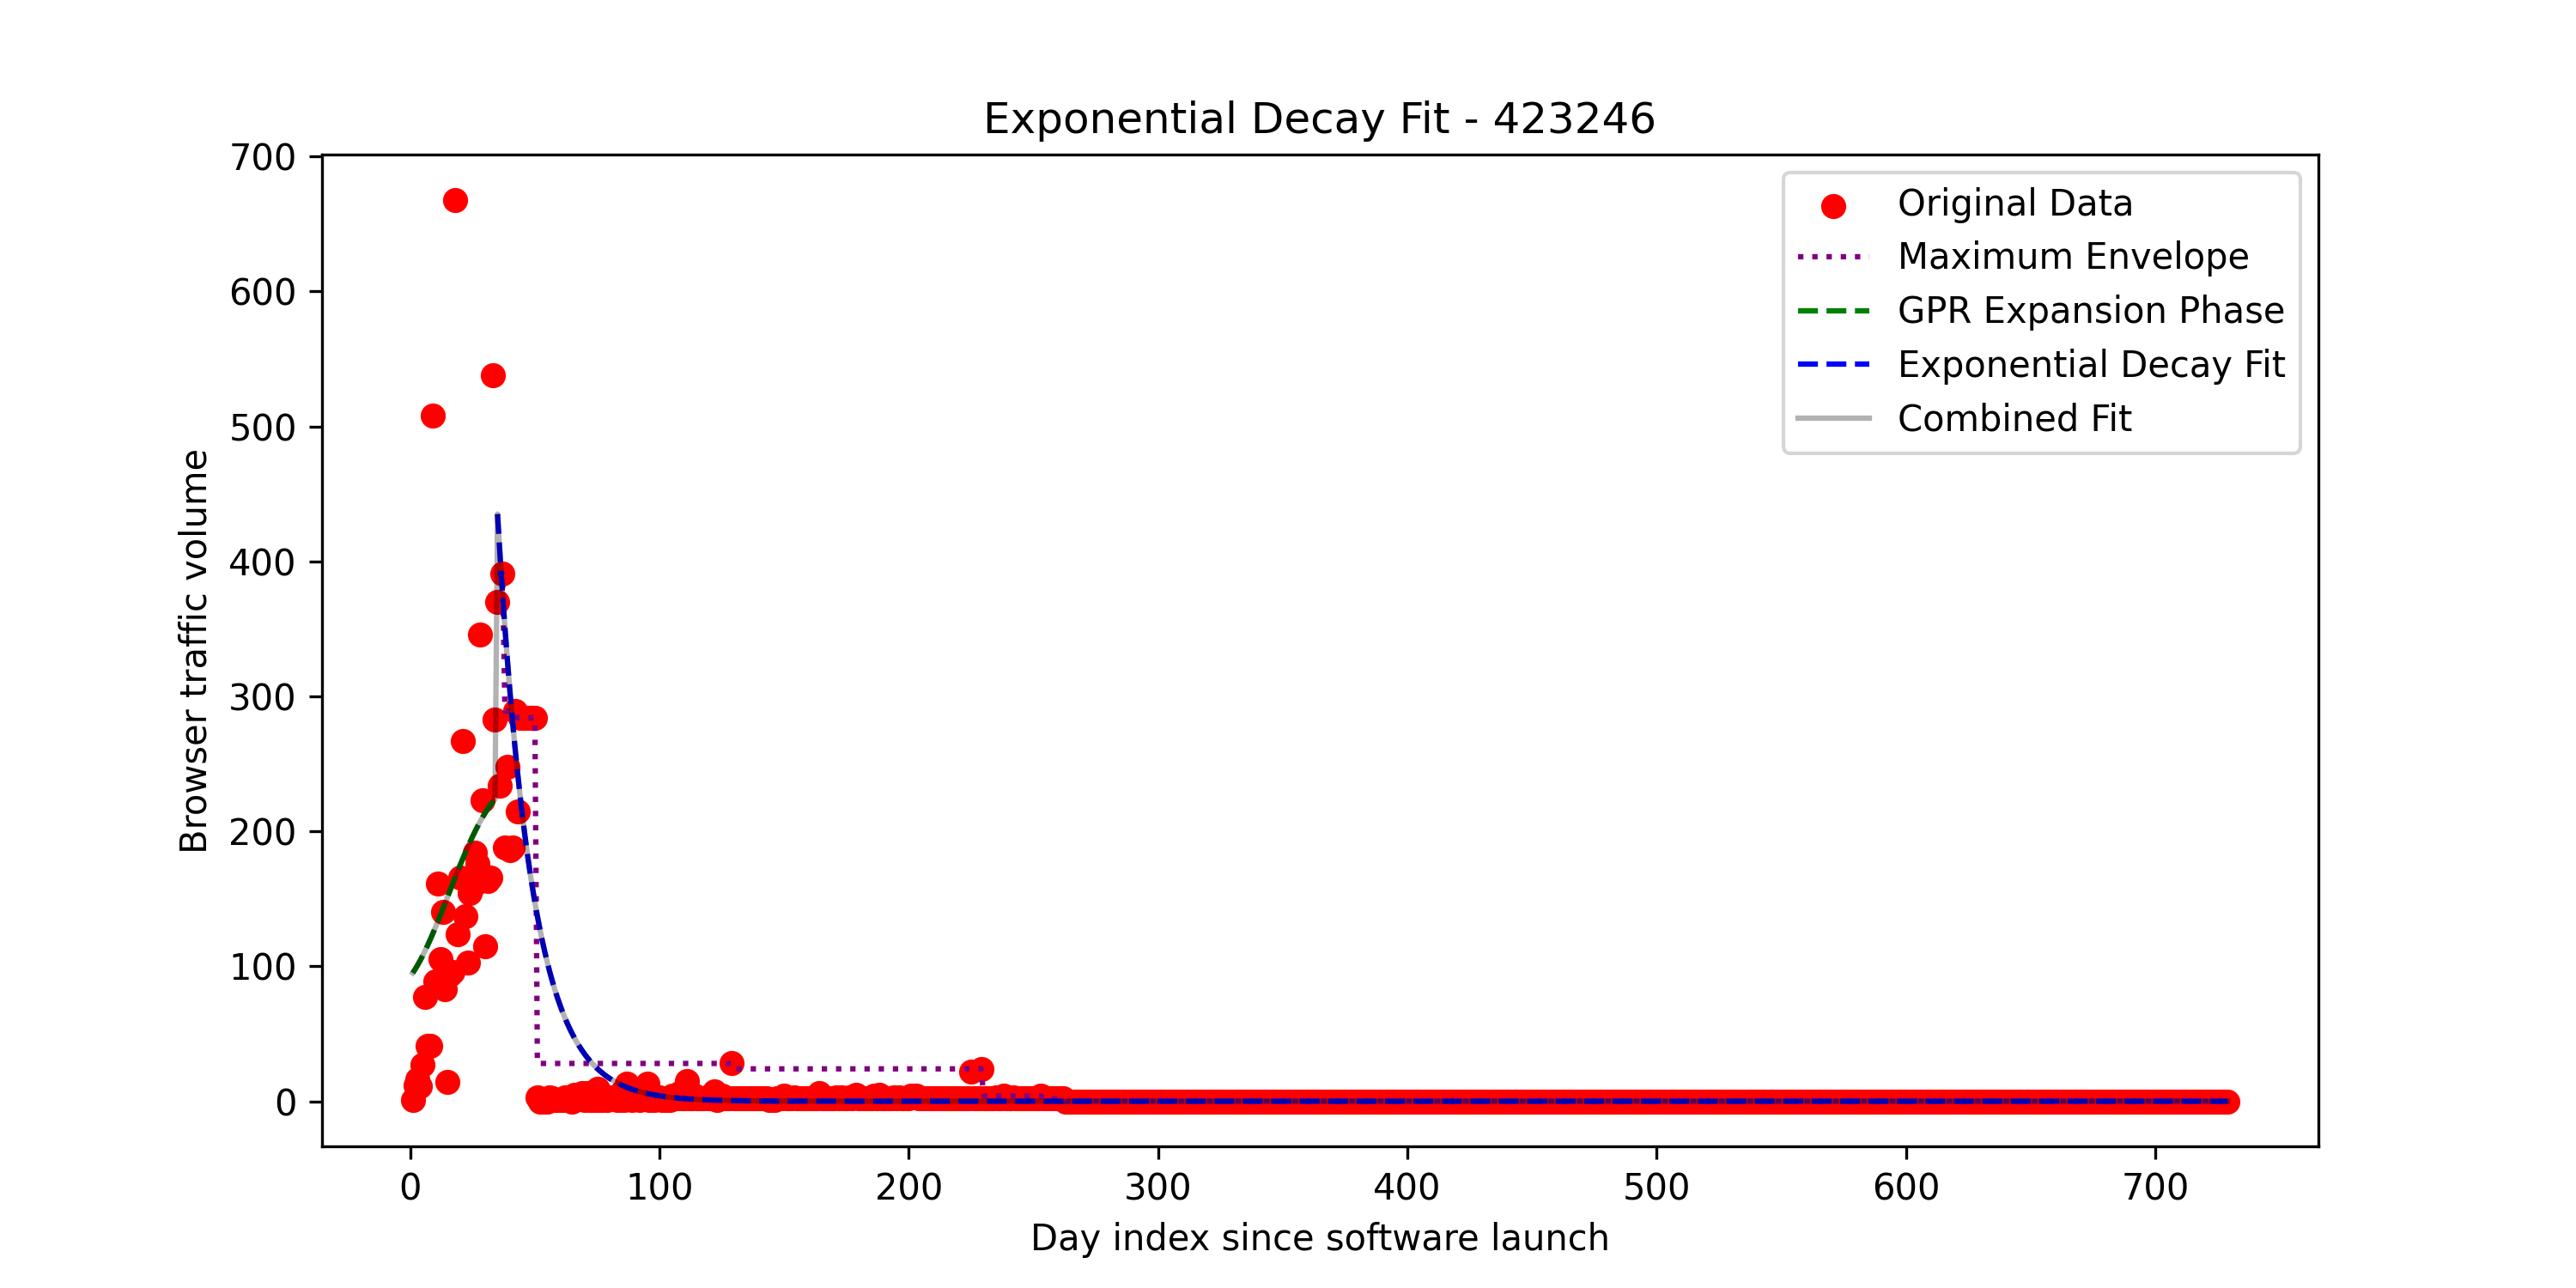 Exponential Decay Fit - 423246
Browser traffic volume
700
600
500
400
300
200
100
0
Original Data
Maximum Envelope
GPR Expansion Phase
Exponential Decay Fit
Combined Fit
0 100 200 300 400 500 600 700
Day index since software launch